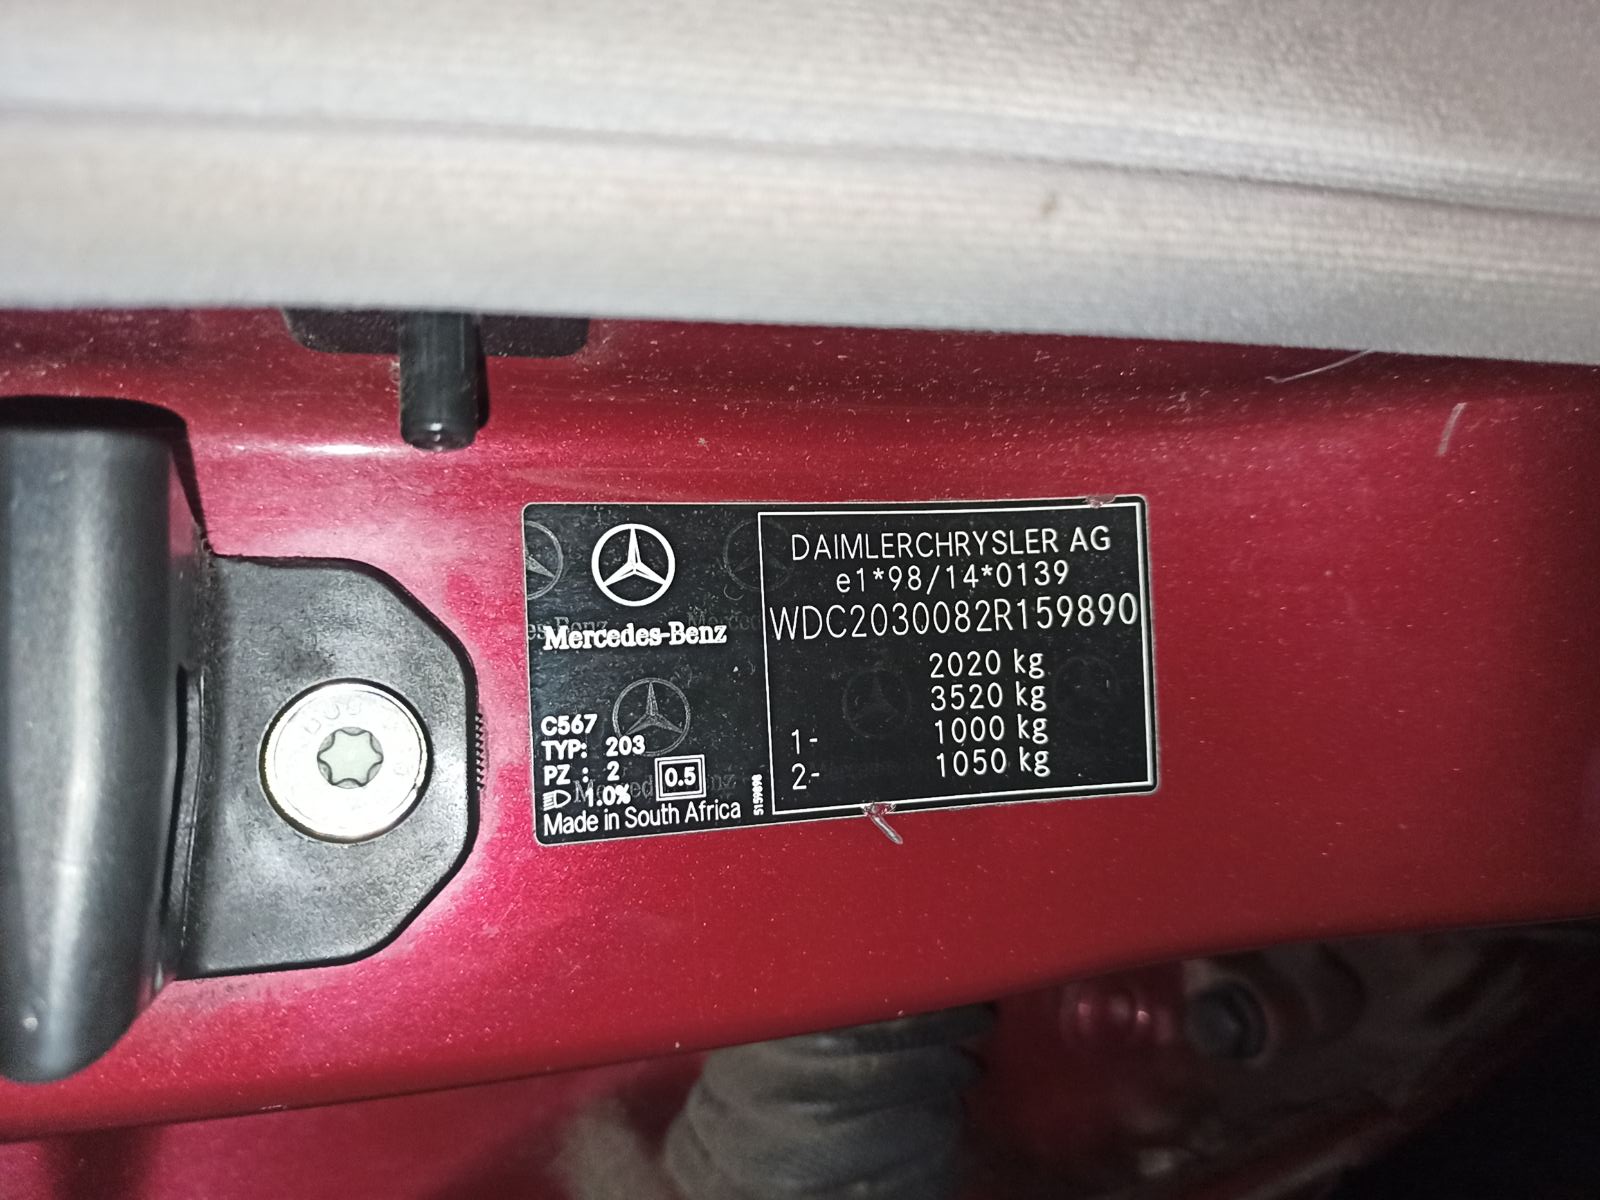 Mercedes-Benz
C567
TYP: 203
PZ : 2
0.5
1.0%
Made in South Africa
5159890
DAIMLERCHRYSLER AG
e1*98/14*0139
WDC2030082R159890
2020 kg
3520 kg
1- 1000 kg
2- 1050 kg